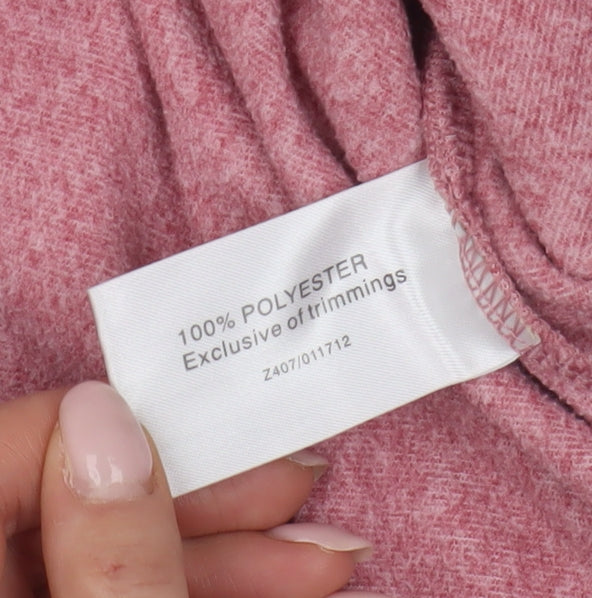 100% POLYESTER
Exclusive of trimmings
Z407/011712